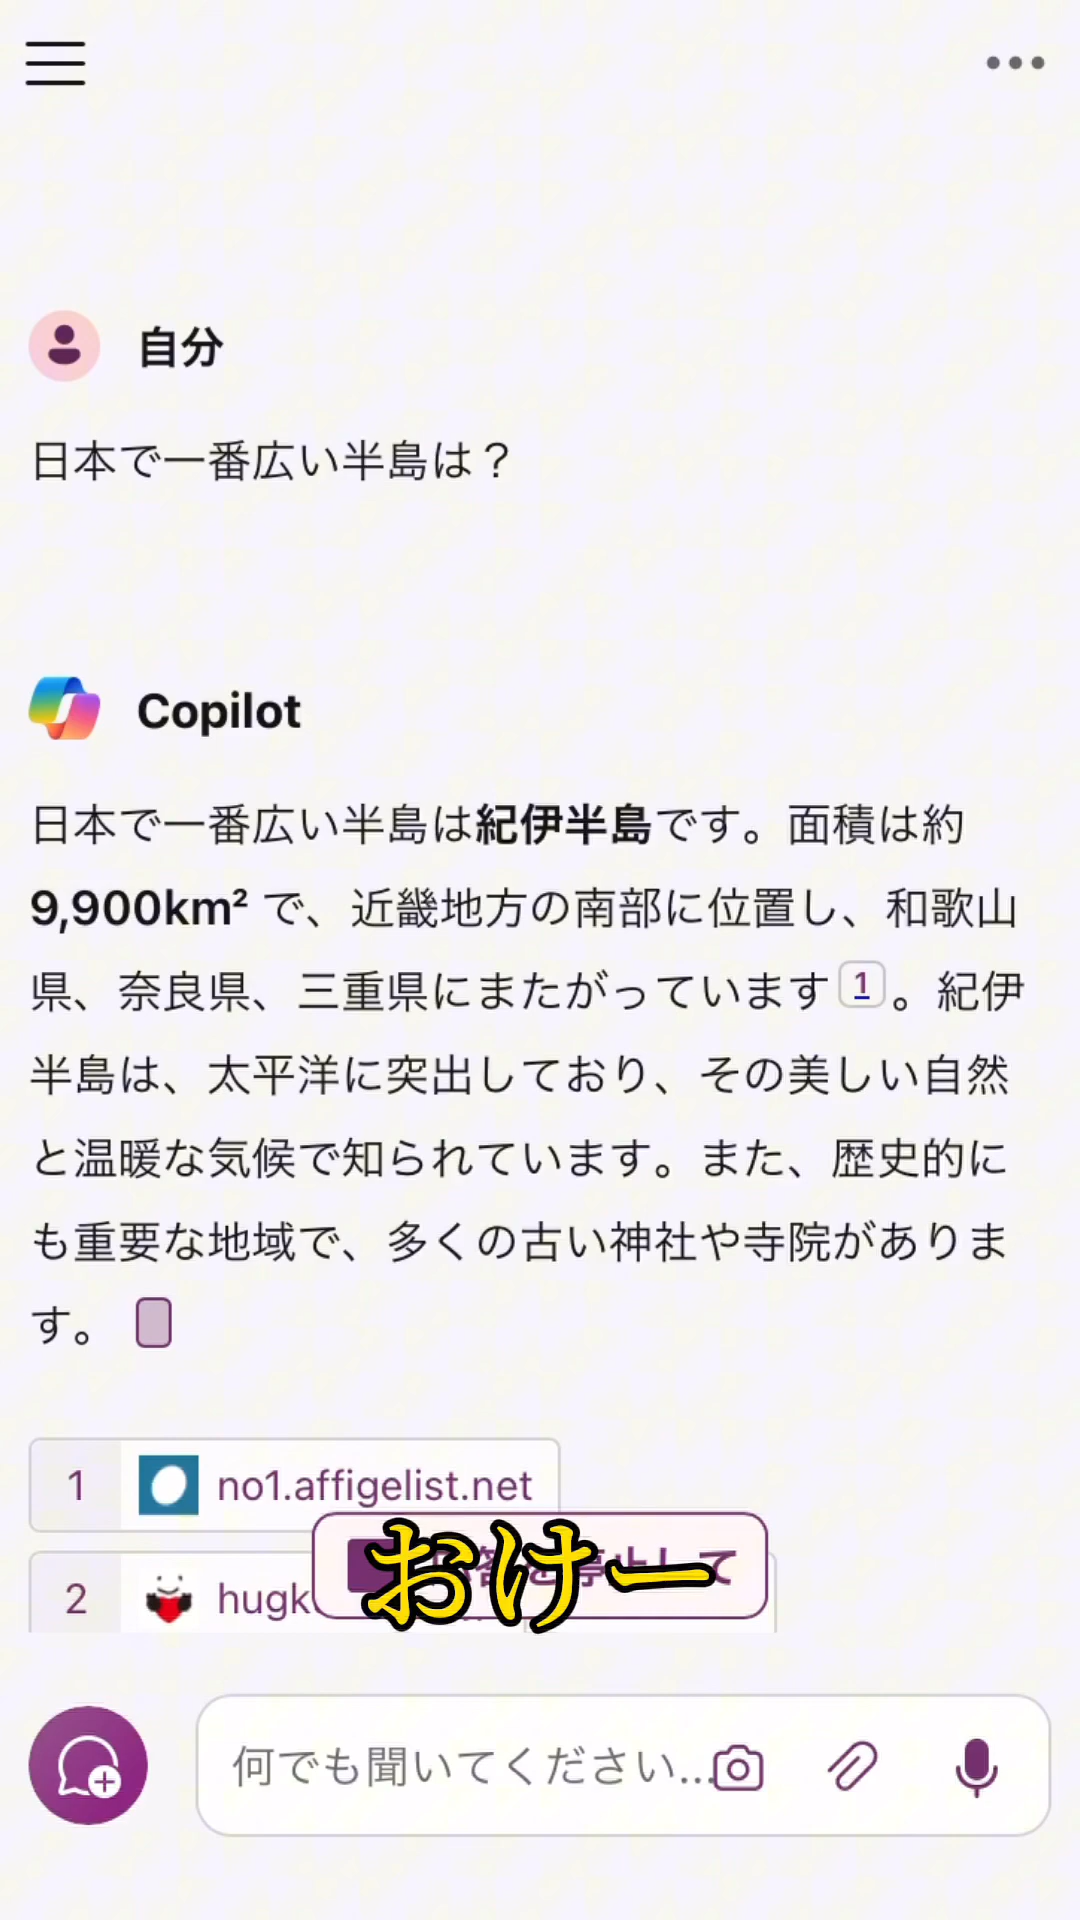 自分
日本で一番広い半島は？
Copilot
日本で一番広い半島は紀伊半島です。面積は約
9,900km² で、近畿地方の南部に位置し、和歌山
県、奈良県、三重県にまたがっています1。紀伊
半島は、太平洋に突出しており、その美しい自然
と温暖な気候で知られています。また、歴史的に
も重要な地域で、多くの古い神社や寺院がありま
す。
1 no1.affigelist.net
2
おけー
何でも聞いてください...